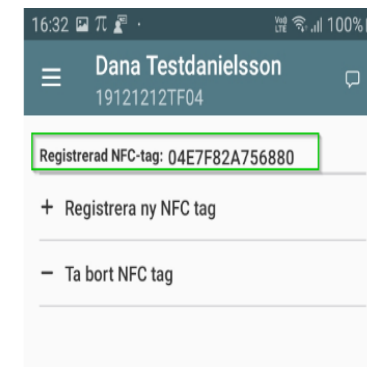 16:32 π 100%
Dana Testdanielsson
19121212TF04
Registrerad NFC-tag: 04E7F82A756880
+ Registrera ny NFC tag
− Ta bort NFC tag